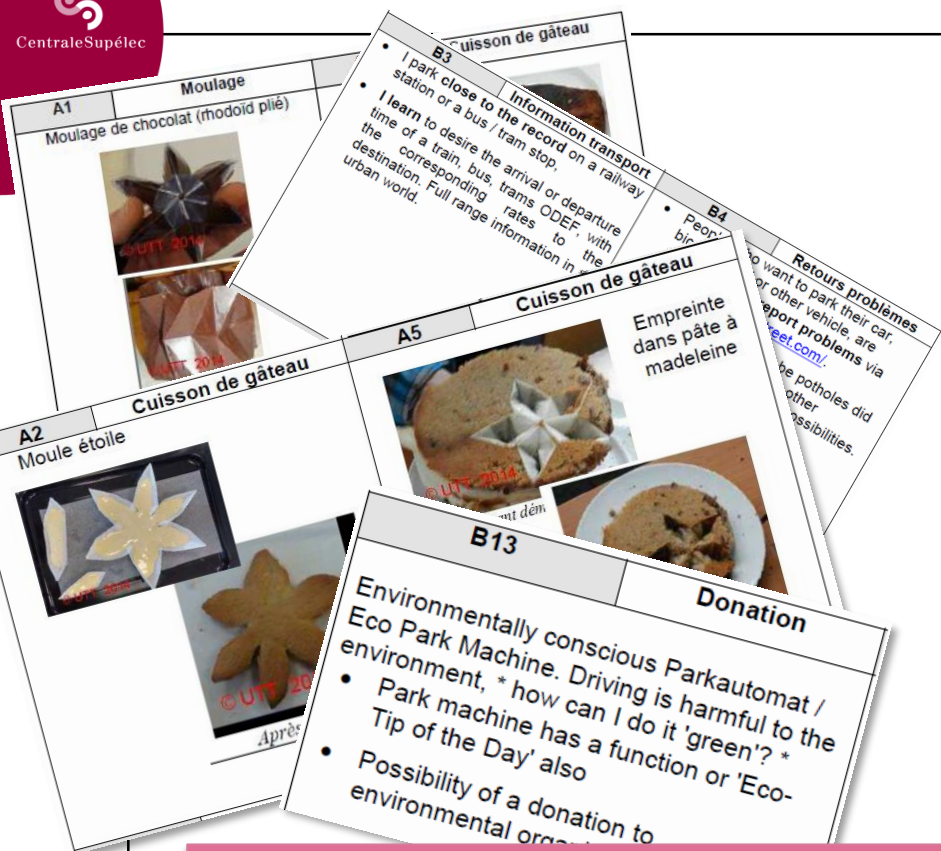 CentraleSupélec
A1
Moulage
Moulage de chocolat (rhodoïd plié)
© UTT 2014
UTT 2014
Cuisson de gâteau
B3
Information transport
I park close to the record on a railway
station or a bus / tram stop,
I learn to desire the arrival or departure
time of a train, bus, trams ODEF, with
the corresponding rates to the
destination. Full range information in
urban world.
B4
Retours problèmes
want to park their car,
or other vehicle, are
report problems via
reet.com/.
be potholes did
other
ossibilities.
A2
Cuisson de gâteau
Moule étoile
© UTT 2014
© UTT 20
Après
A5
Cuisson de gâteau
Empreinte
dans pâte à
madeleine
© UTT 2014
ant dém
B13
Donation
Environmentally conscious Parkautomat /
Eco Park Machine. Driving is harmful to the
environment, * how can I do it 'green'? *
• Park machine has a function or 'Eco-
Tip of the Day' also
• Possibility of a donation to
environmental